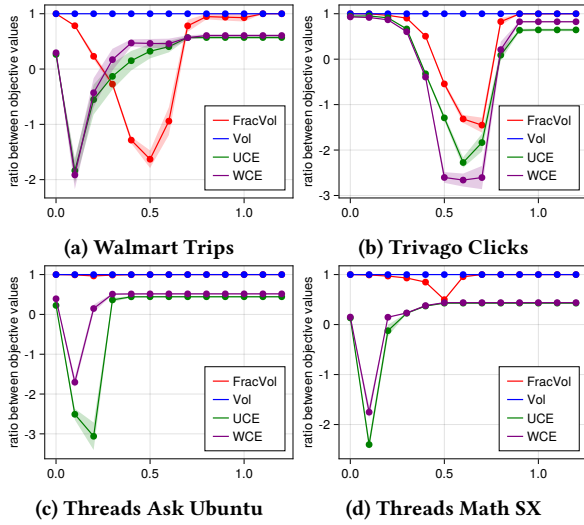 ratio between objective values
1
0
-1
-2
0.0
0.5
1.0
FracVol
Vol
UCE
WCE
(a) Walmart Trips
ratio between objective values
1
0
-1
-2
-3
0.0
0.5
1.0
FracVol
Vol
UCE
WCE
(b) Trivago Clicks
ratio between objective values
1
0
-1
-2
-3
0.0
0.5
1.0
FracVol
Vol
UCE
WCE
(c) Threads Ask Ubuntu
ratio between objective values
1
0
-1
-2
0.0
0.5
1.0
FracVol
Vol
UCE
WCE
(d) Threads Math SX